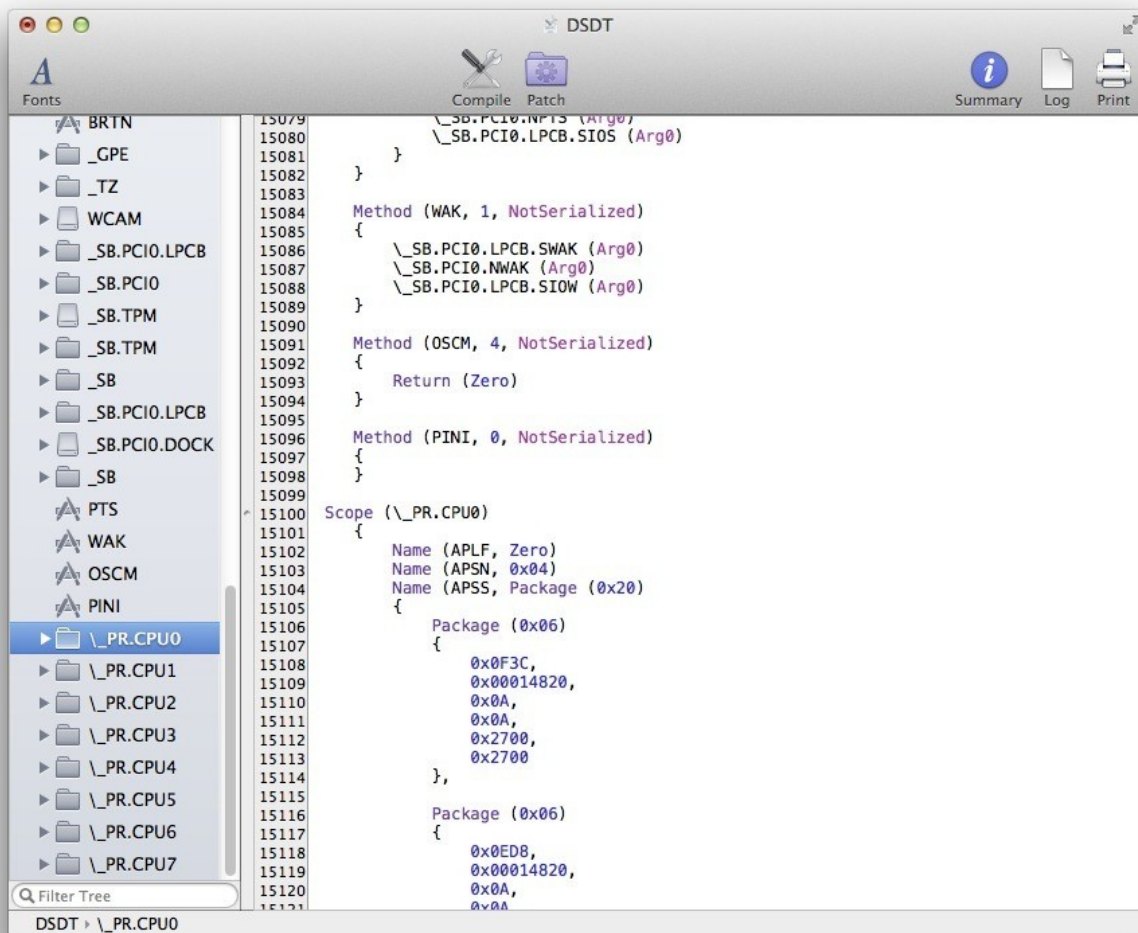 DSDT
Fonts
Compile
Patch
Summary
Log
Print
BRTN
_GPE
_TZ
WCAM
_SB.PCI0.LPCB
_SB.PCI0
_SB.TPM
_SB.TPM
_SB
_SB.PCI0.LPCB
_SB.PCI0.DOCK
_SB
PTS
WAK
OSCM
PINI
\_PR.CPU0
\_PR.CPU1
\_PR.CPU2
\_PR.CPU3
\_PR.CPU4
\_PR.CPU5
\_PR.CPU6
\_PR.CPU7
Filter Tree
15079 \_SB.PCI0.NPTS (Arg0)
15080 \_SB.PCI0.LPCB.SIOS (Arg0)
15081 }
15082 }
15083
15084 Method (WAK, 1, NotSerialized)
15085 {
15086 \_SB.PCI0.LPCB.SWAK (Arg0)
15087 \_SB.PCI0.NWAK (Arg0)
15088 \_SB.PCI0.LPCB.SIOW (Arg0)
15089 }
15090
15091 Method (OSCM, 4, NotSerialized)
15092 {
15093 Return (Zero)
15094 }
15095
15096 Method (PINI, 0, NotSerialized)
15097 {
15098 }
15099
15100 Scope (\_PR.CPU0)
15101 {
15102 Name (APLF, Zero)
15103 Name (APSN, 0x04)
15104 Name (APSS, Package (0x20)
15105 {
15106 Package (0x06)
15107 {
15108 0x0F3C,
15109 0x00014820,
15110 0x0A,
15111 0x0A,
15112 0x2700,
15113 0x2700
15114 },
15115
15116 Package (0x06)
15117 {
15118 0x0ED8,
15119 0x00014820,
15120 0x0A,
15121 0x0A
DSDT › \_PR.CPU0